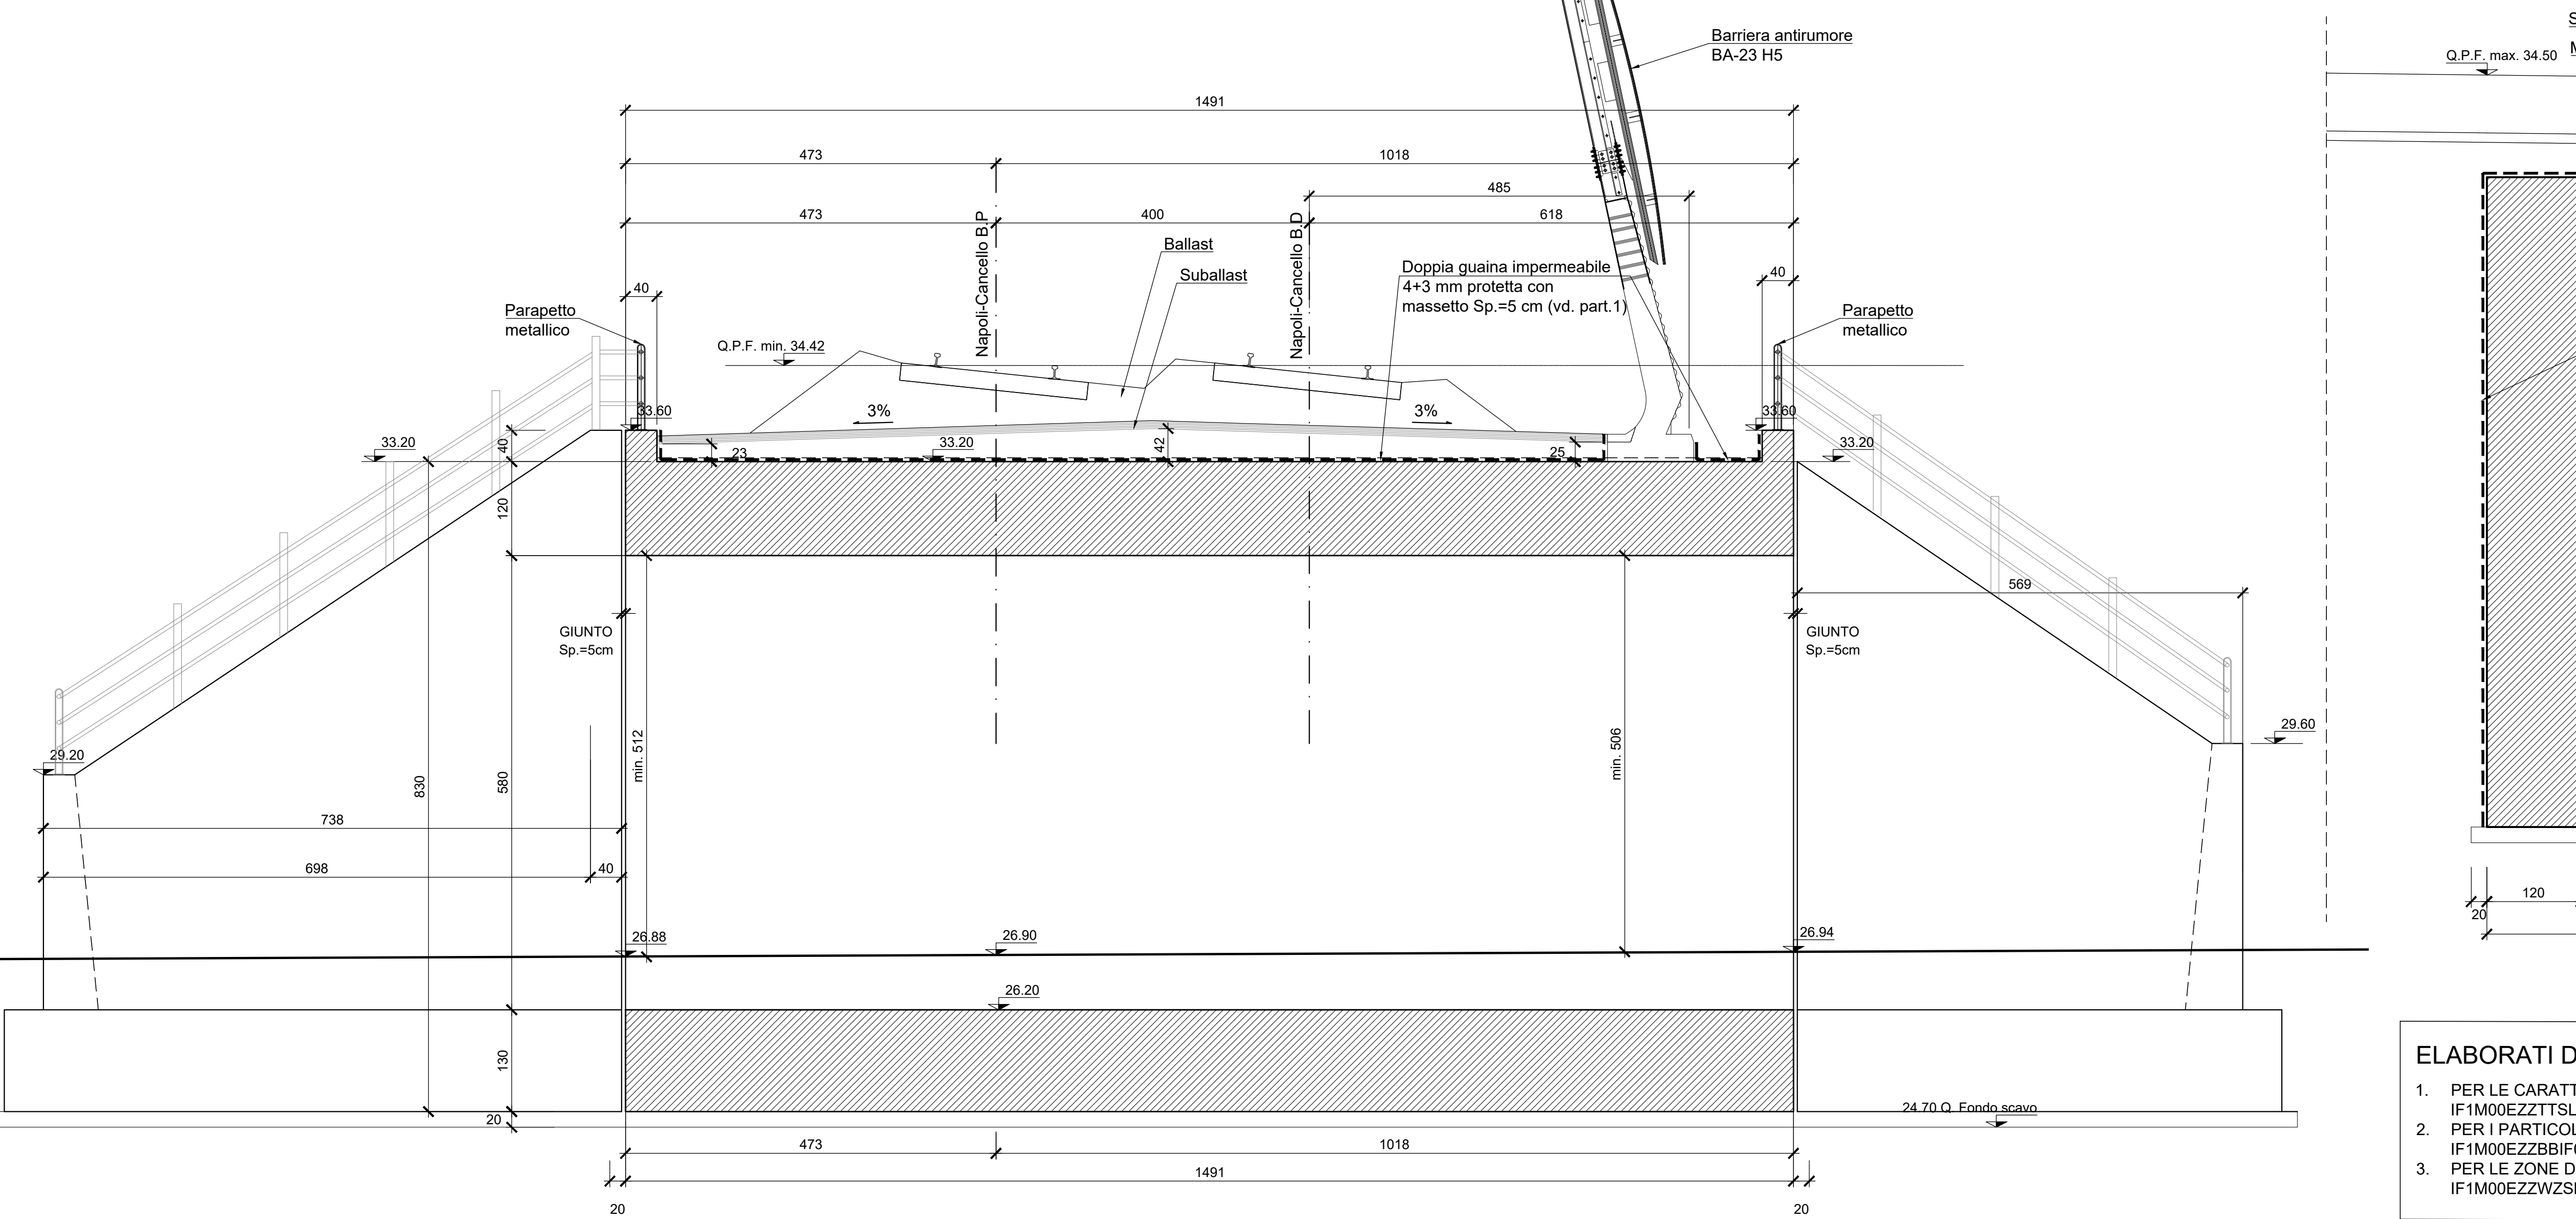 Barriera antirumore
BA-23 H5
Q.P.F. max. 34.50
1491
473
1018
485
473
400
618
Napoli-Cancello B.P
Napoli-Cancello B.D
Ballast
Suballast
Doppia guaina impermeabile
4+3 mm protetta con
massetto Sp.=5 cm (vd. part.1)
40
40
Parapetto
metallico
Parapetto
metallico
Q.P.F. min. 34.42
3%
3%
33.60
33.60
33.20
40
23
33.20
42
25
33.20
120
569
GIUNTO
Sp.=5cm
GIUNTO
Sp.=5cm
29.20
29.60
830
580
min. 512
min. 506
738
698
40
26.88
26.90
26.94
26.20
120
20
130
20
24.70 Q. Fondo scavo
473
1018
1491
20
20
ELABORATI D
1. PER LE CARATT
IF1M00EZZTTSL
2. PER I PARTICOL
IF1M00EZZBBIF
3. PER LE ZONE D
IF1M00EZZWZS